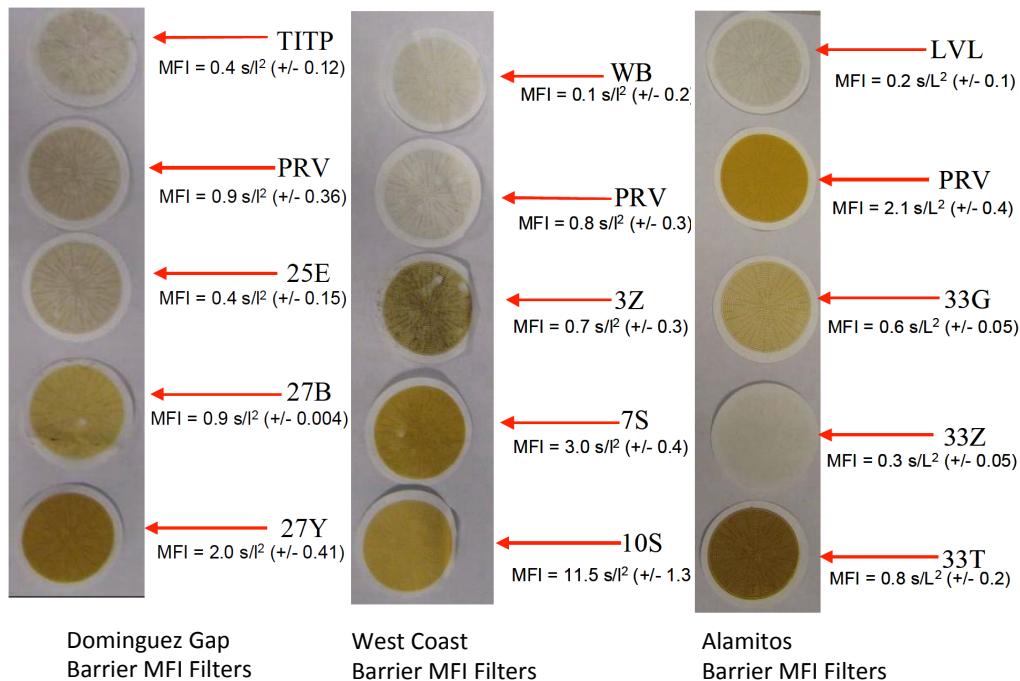 TITP
MFI = 0.4 s/l² (+/- 0.12)
PRV
MFI = 0.9 s/l² (+/- 0.36)
25E
MFI = 0.4 s/l² (+/- 0.15)
27B
MFI = 0.9 s/l² (+/- 0.004)
27Y
MFI = 2.0 s/l² (+/- 0.41)
Dominguez Gap
Barrier MFI Filters
WB
MFI = 0.1 s/l² (+/- 0.2)
PRV
MFI = 0.8 s/l² (+/- 0.3)
3Z
MFI = 0.7 s/l² (+/- 0.3)
7S
MFI = 3.0 s/l² (+/- 0.4)
10S
MFI = 11.5 s/l² (+/- 1.3
West Coast
Barrier MFI Filters
LVL
MFI = 0.2 s/L² (+/- 0.1)
PRV
MFI = 2.1 s/L² (+/- 0.4)
33G
MFI = 0.6 s/L² (+/- 0.05)
33Z
MFI = 0.3 s/L² (+/- 0.05)
33T
MFI = 0.8 s/L² (+/- 0.2)
Alamitos
Barrier MFI Filters